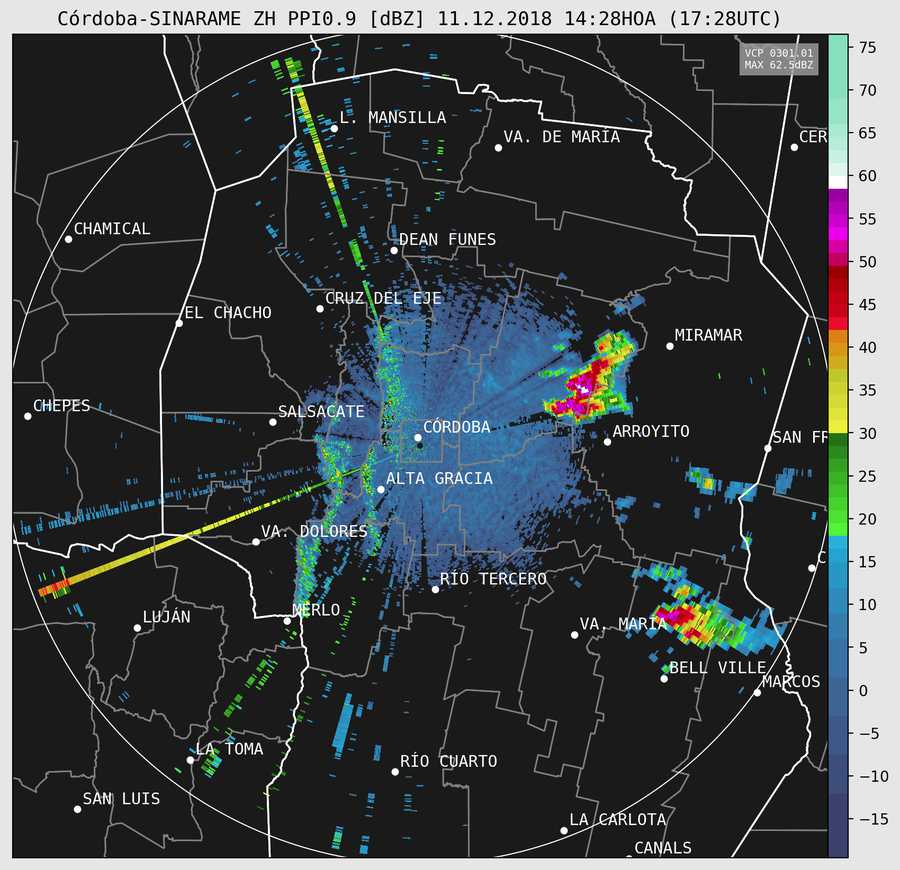 Córdoba-SINARAME ZH PPI0.9 [dBZ] 11.12.2018 14:28HOA (17:28UTC)
VCP 0301.01
MAX 62.5dBZ
75
70
65
60
55
50
45
40
35
30
25
20
15
10
5
0
−5
−10
−15
L. MANSILLA
VA. DE MARÍA
CER
CHAMICAL
DEAN FUNES
CRUZ DEL EJE
EL CHACHO
MIRAMAR
CHEPES
SALSACATE
CÓRDOBA
ARROYITO
SAN FR
ALTA GRACIA
VA. DOLORES
C
RÍO TERCERO
MERLO
LUJÁN
VA. MARÍA
BELL VILLE
MARCOS
LA TOMA
RÍO CUARTO
SAN LUIS
LA CARLOTA
CANALS